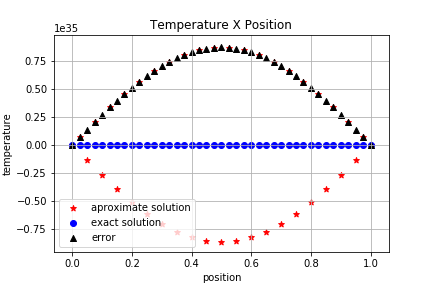 Temperature X Position
1e35
0.75
0.50
0.25
0.00
−0.25
−0.50
−0.75
temperature
aproximate solution
exact solution
error
0.0 0.2 0.4 0.6 0.8 1.0
position